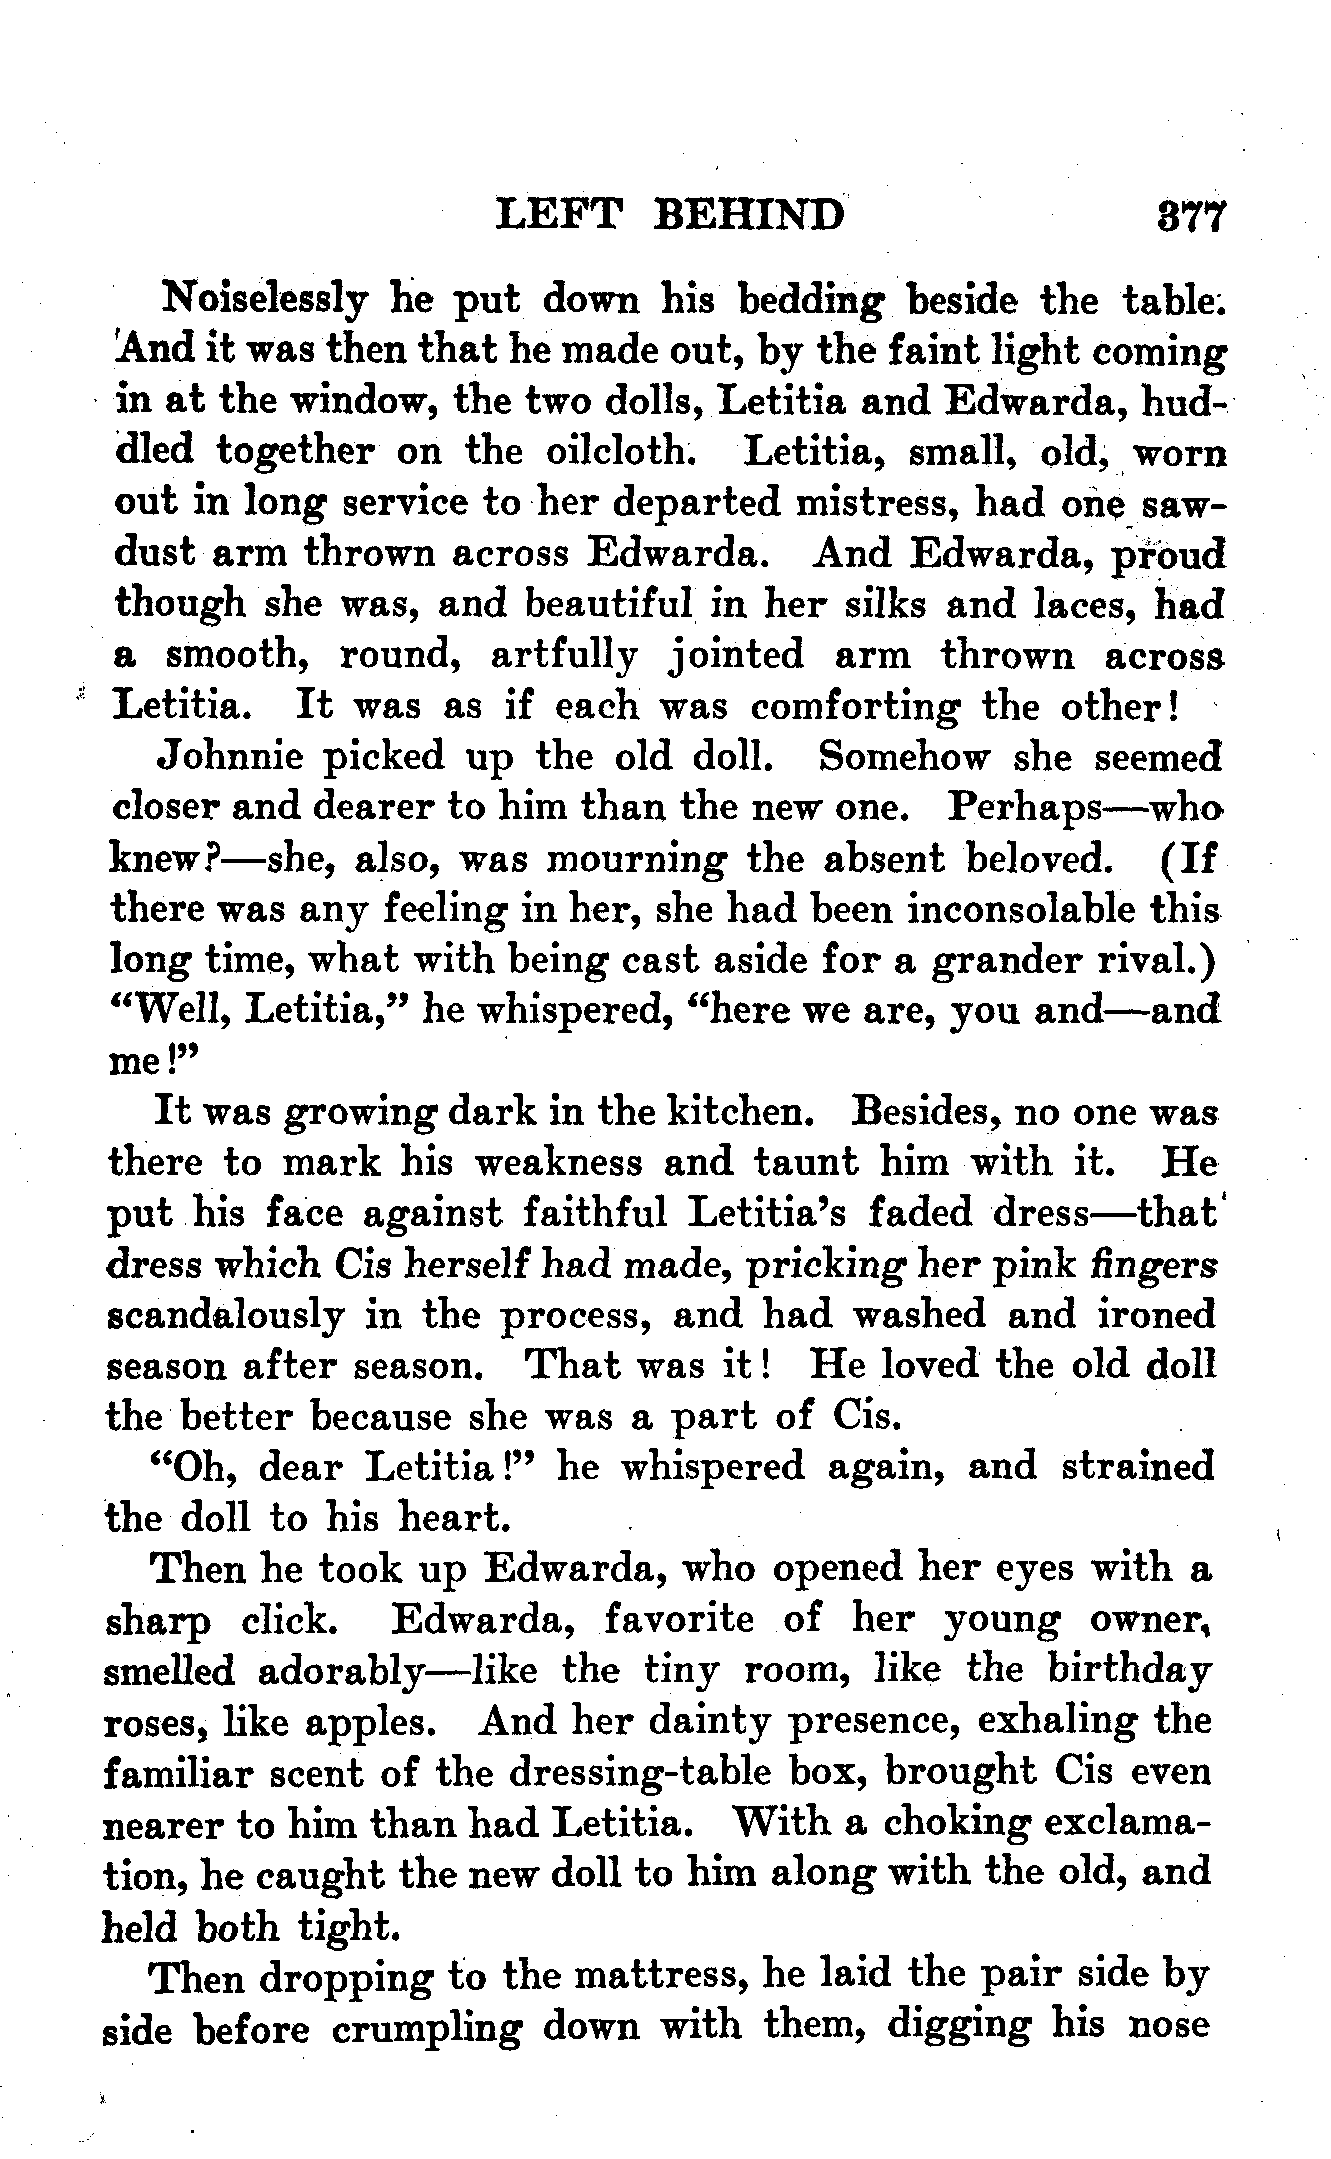 LEFT BEHIND 377
Noiselessly he put down his bedding beside the table.
And it was then that he made out, by the faint light coming
in at the window, the two dolls, Letitia and Edwarda, hud-
dled together on the oilcloth. Letitia, small, old, worn
out in long service to her departed mistress, had one saw-
dust arm thrown across Edwarda. And Edwarda, proud
though she was, and beautiful in her silks and laces, had
a smooth, round, artfully jointed arm thrown across
Letitia. It was as if each was comforting the other!
Johnnie picked up the old doll. Somehow she seemed
closer and dearer to him than the new one. Perhaps—who
knew?—she, also, was mourning the absent beloved. (If
there was any feeling in her, she had been inconsolable this
long time, what with being cast aside for a grander rival.)
“Well, Letitia,” he whispered, “here we are, you and—and
me!”
It was growing dark in the kitchen. Besides, no one was
there to mark his weakness and taunt him with it. He
put his face against faithful Letitia’s faded dress—that
dress which Cis herself had made, pricking her pink fingers
scandalously in the process, and had washed and ironed
season after season. That was it! He loved the old doll
the better because she was a part of Cis.
“Oh, dear Letitia!” he whispered again, and strained
the doll to his heart.
Then he took up Edwarda, who opened her eyes with a
sharp click. Edwarda, favorite of her young owner,
smelled adorably—like the tiny room, like the birthday
roses, like apples. And her dainty presence, exhaling the
familiar scent of the dressing-table box, brought Cis even
nearer to him than had Letitia. With a choking exclama-
tion, he caught the new doll to him along with the old, and
held both tight.
Then dropping to the mattress, he laid the pair side by
side before crumpling down with them, digging his nose